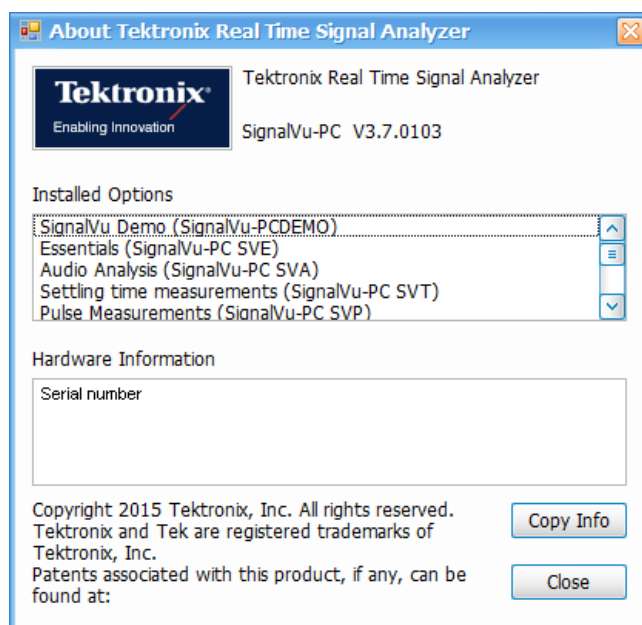 About Tektronix Real Time Signal Analyzer
Tektronix
Enabling Innovation
Tektronix Real Time Signal Analyzer
SignalVu-PC V3.7.0103
Installed Options
SignalVu Demo (SignalVu-PCDEMO)
Essentials (SignalVu-PC SVE)
Audio Analysis (SignalVu-PC SVA)
Settling time measurements (SignalVu-PC SVT)
Pulse Measurements (SignalVu-PC SVP)
Hardware Information
Serial number
Copyright 2015 Tektronix, Inc. All rights reserved.
Tektronix and Tek are registered trademarks of
Tektronix, Inc.
Patents associated with this product, if any, can be
found at:
Copy Info
Close